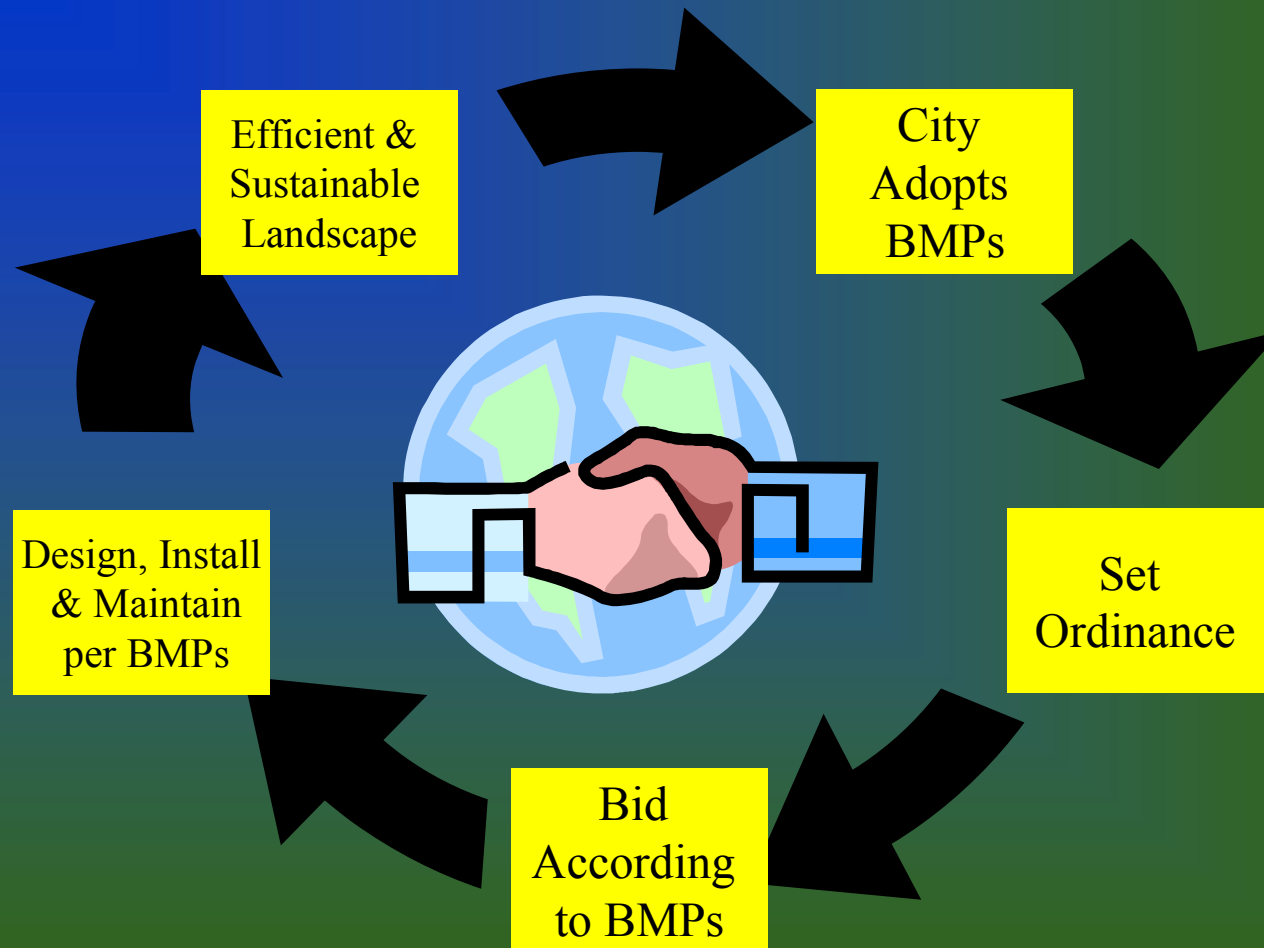 Efficient &
Sustainable
Landscape
City
Adopts
BMPs
Set
Ordinance
Bid
According
to BMPs
Design, Install
& Maintain
per BMPs